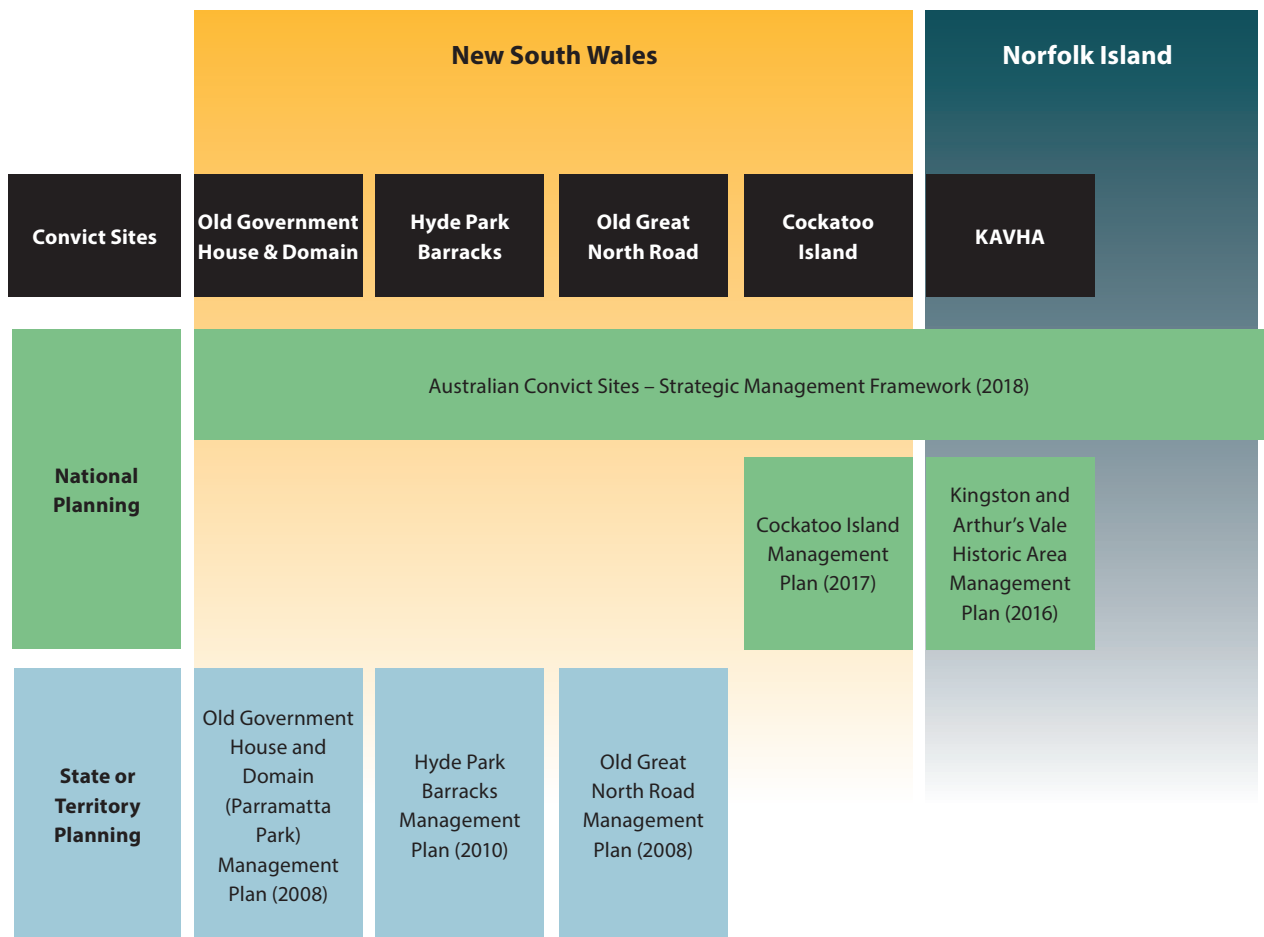 New South Wales
Norfolk Island
Convict Sites
Old Government
House & Domain
Hyde Park
Barracks
Old Great
North Road
Cockatoo
Island
KAVHA
National
Planning
Australian Convict Sites – Strategic Management Framework (2018)
Cockatoo Island
Management
Plan (2017)
Kingston and
Arthur’s Vale
Historic Area
Management
Plan (2016)
State or
Territory
Planning
Old Government
House and
Domain
(Parramatta
Park)
Management
Plan (2008)
Hyde Park
Barracks
Management
Plan (2010)
Old Great
North Road
Management
Plan (2008)